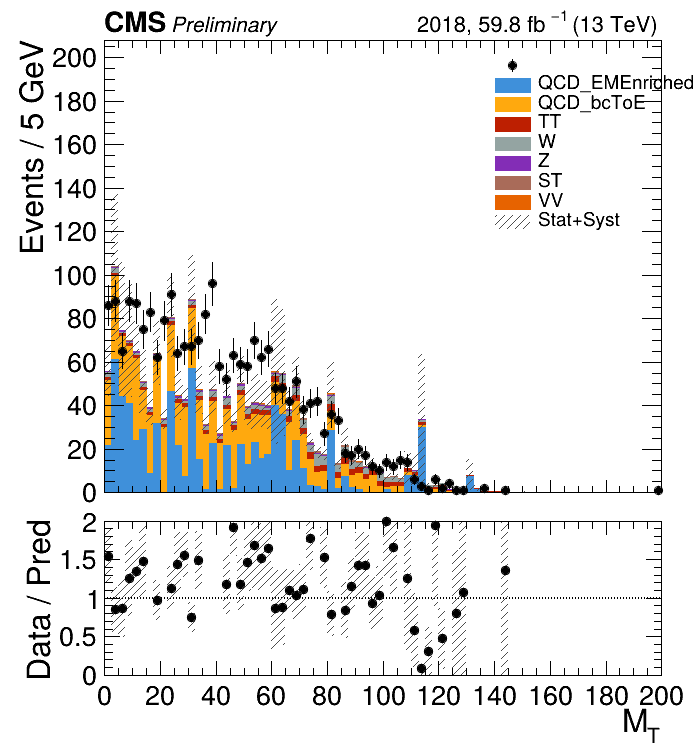 CMS Preliminary 2018, 59.8 fb⁻¹ (13 TeV)
Events / 5 GeV
200
180
160
140
120
100
80
60
40
20
0
QCD_EMEnriched
QCD_bcToE
TT
W
Z
ST
VV
Stat+Syst
Data / Pred
2
1.5
1
0.5
0
0 20 40 60 80 100 120 140 160 180 200
M_T